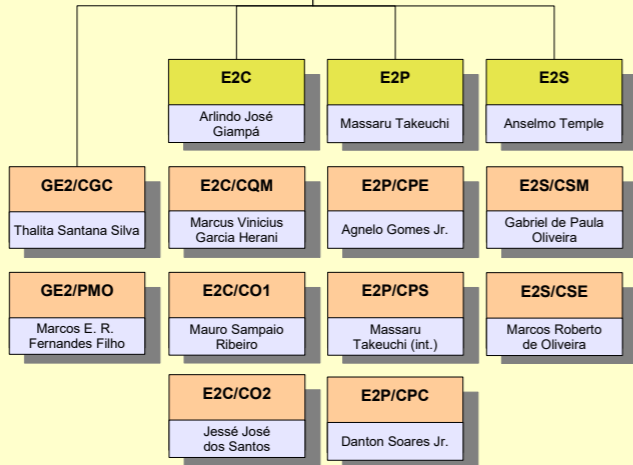 E2C
Arlindo José
Giampá
E2P
Massaru Takeuchi
E2S
Anselmo Temple
GE2/CGC
Thalita Santana Silva
E2C/CQM
Marcus Vinicius
Garcia Herani
E2P/CPE
Agnelo Gomes Jr.
E2S/CSM
Gabriel de Paula
Oliveira
GE2/PMO
Marcos E. R.
Fernandes Filho
E2C/CO1
Mauro Sampaio
Ribeiro
E2P/CPS
Massaru
Takeuchi (int.)
E2S/CSE
Marcos Roberto
de Oliveira
E2C/CO2
Jessé José
dos Santos
E2P/CPC
Danton Soares Jr.